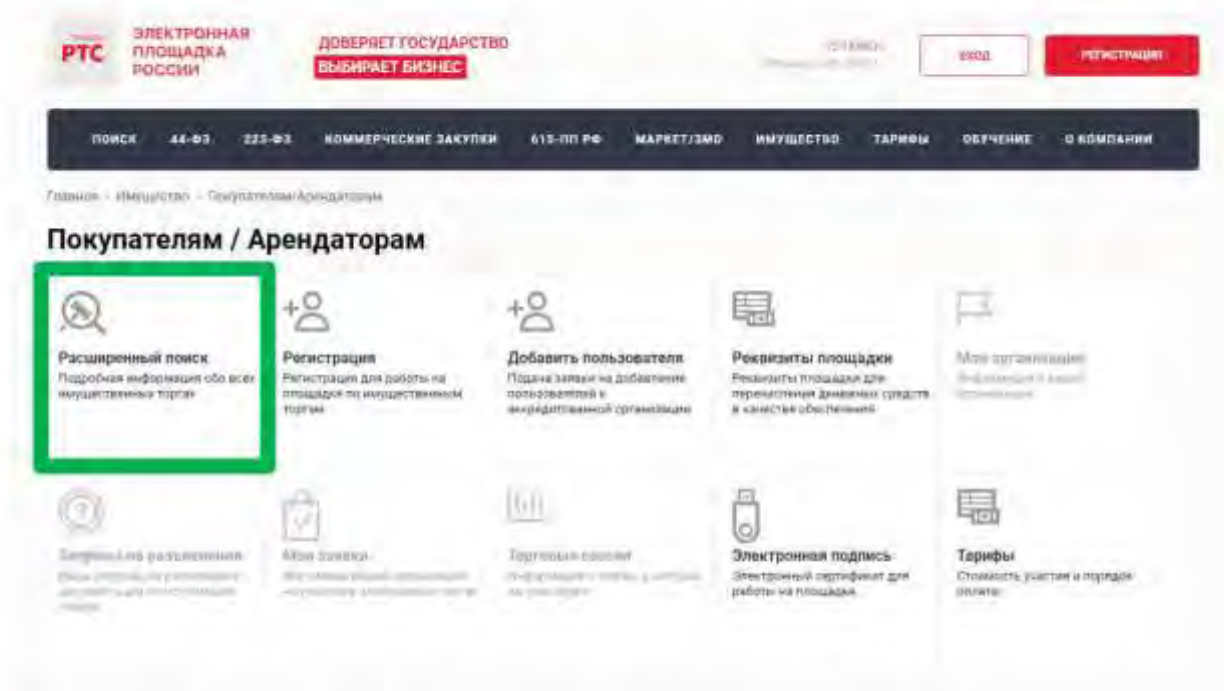 РТС
ЭЛЕКТРОННАЯ
ПЛОЩАДКА
РОССИИ
ДОВЕРЯЕТ ГОСУДАРСТВО
ВЫБИРАЕТ БИЗНЕС
ВХОД
РЕГИСТРАЦИЯ
ПОИСК 44-ФЗ 223-ФЗ КОММЕРЧЕСКИЕ ЗАКУПКИ 615-ПП РФ МАРКЕТ/ЗМО ИМУЩЕСТВО ТАРИФЫ ОБУЧЕНИЕ О КОМПАНИИ
Главная - Имущество - Покупателям/Арендаторам
Покупателям / Арендаторам
Расширенный поиск
Подробная информация обо всех
имущественных торгах
Регистрация
Регистрация для работы на
площадке по имущественным
торгам
Добавить пользователя
Подача заявки на добавление
пользователей к
аккредитованной организации
Реквизиты площадки
Реквизиты площадки для
перечисления денежных средств
в качестве обеспечения
Моя организация
Информация о вашей
организации
Запросы на разъяснения
Мои заявки
Торговые сессии
Электронная подпись
Электронный сертификат для
работы на площадке
Тарифы
Стоимость участия и порядок
оплаты